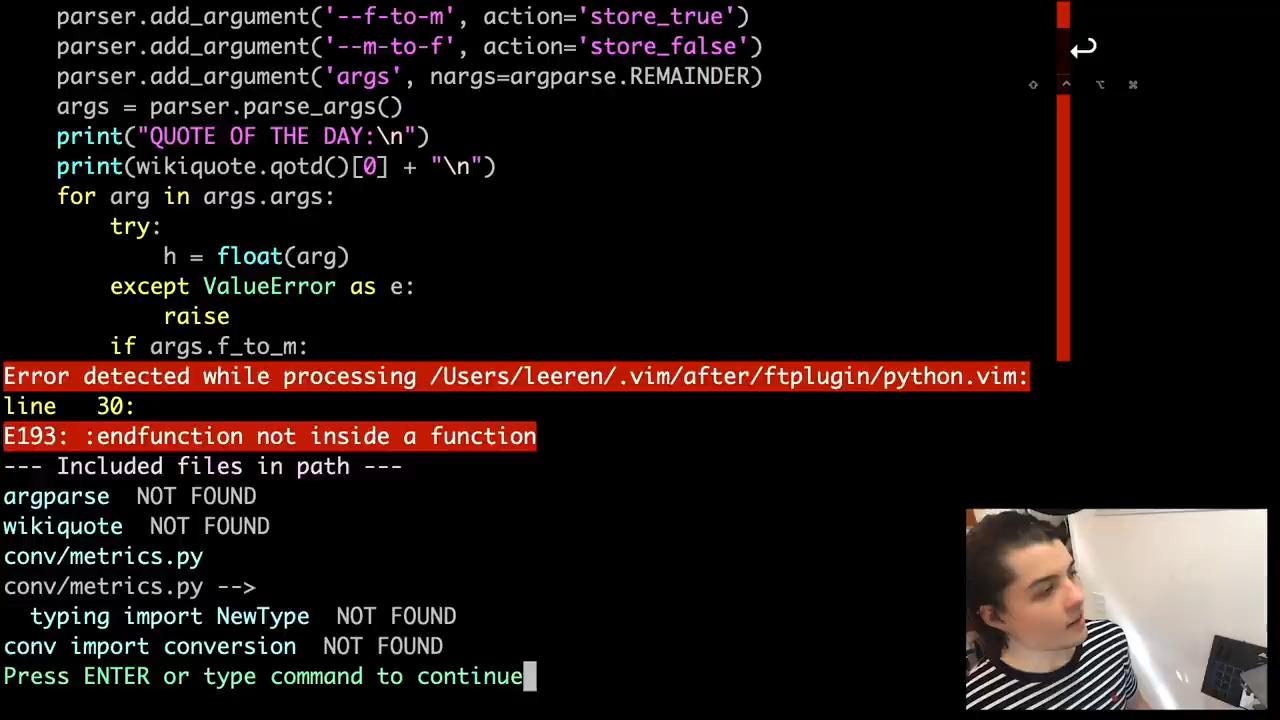 parser.add_argument('--f-to-m', action='store_true')
parser.add_argument('--m-to-f', action='store_false')
parser.add_argument('args', nargs=argparse.REMAINDER)
args = parser.parse_args()
print("QUOTE OF THE DAY:\n")
print(wikiquote.qotd()[0] + "\n")
for arg in args.args:
try:
h = float(arg)
except ValueError as e:
raise
if args.f_to_m:
Error detected while processing /Users/leeren/.vim/after/ftplugin/python.vim:
line   30:
E193: :endfunction not inside a function
--- Included files in path ---
argparse  NOT FOUND
wikiquote  NOT FOUND
conv/metrics.py
conv/metrics.py -->
typing import NewType  NOT FOUND
conv import conversion  NOT FOUND
Press ENTER or type command to continue